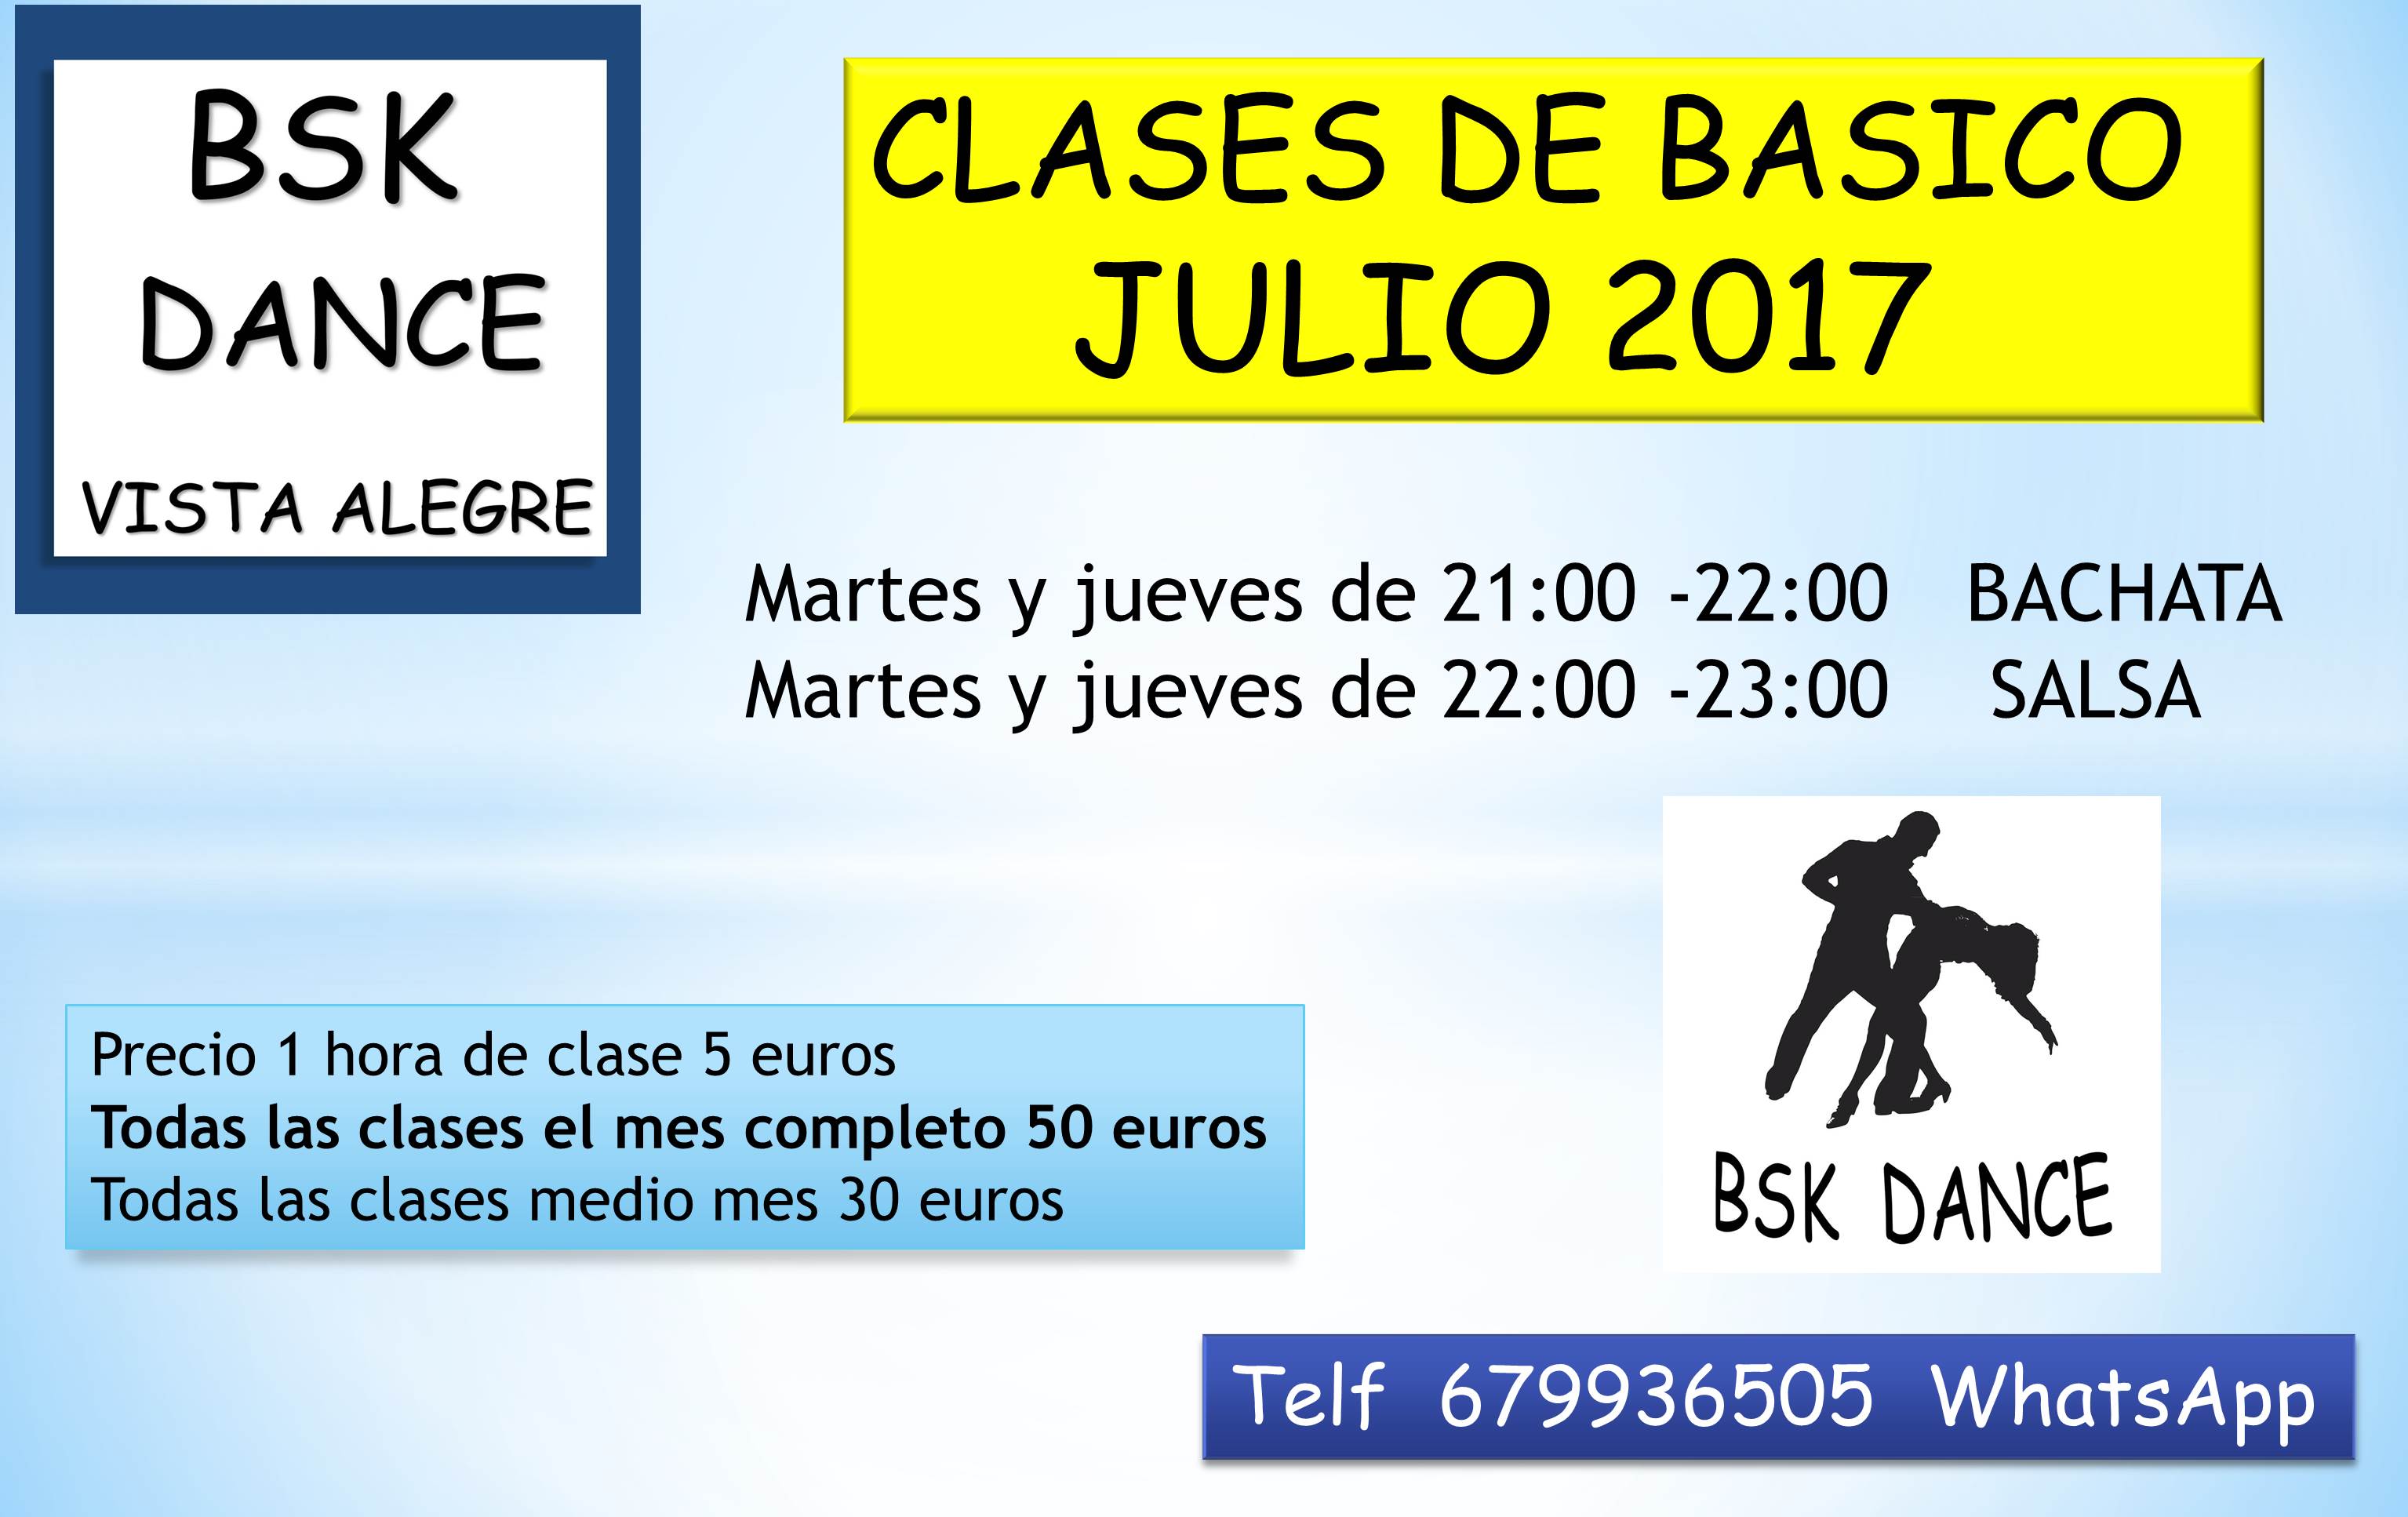 BSK
DANCE
VISTA ALEGRE
CLASES DE BASICO
JULIO 2017
Martes y jueves de 21:00 -22:00 BACHATA
Martes y jueves de 22:00 -23:00 SALSA
Precio 1 hora de clase 5 euros
Todas las clases el mes completo 50 euros
Todas las clases medio mes 30 euros
BSK DANCE
Telf 679936505 WhatsApp